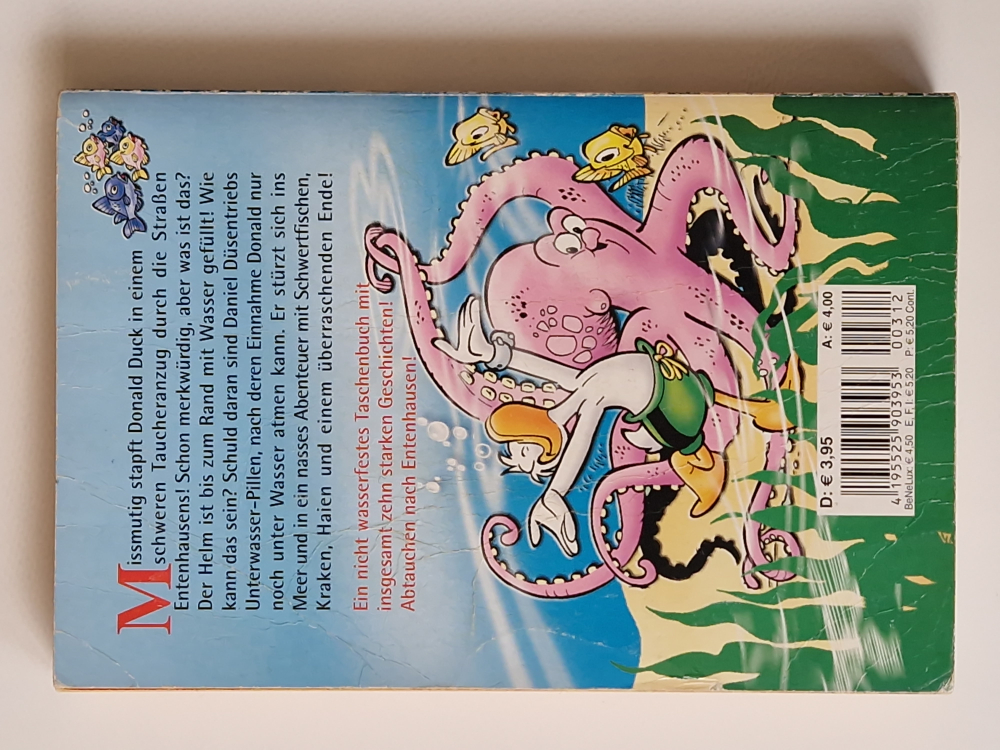 Missmutig stapft Donald Duck in einem
schweren Taucheranzug durch die Straßen
Entenhausens! Schon merkwürdig, aber was ist das?
Der Helm ist bis zum Rand mit Wasser gefüllt! Wie
kann das sein? Schuld daran sind Daniel Düsentriebs
Unterwasser-Pillen, nach deren Einnahme Donald nur
noch unter Wasser atmen kann. Er stürzt sich ins
Meer und in ein nasses Abenteuer mit Schwertfischen,
Kraken, Haien und einem überraschenden Ende!
Ein nicht wasserfestes Taschenbuch mit
insgesamt zehn starken Geschichten!
Abtauchen nach Entenhausen!
D: € 3,95 A: € 4,00
4 195525 903953 00312
BeNeLux: € 4,50 E, F, I: € 5,20 P: € 5,20 Cont.